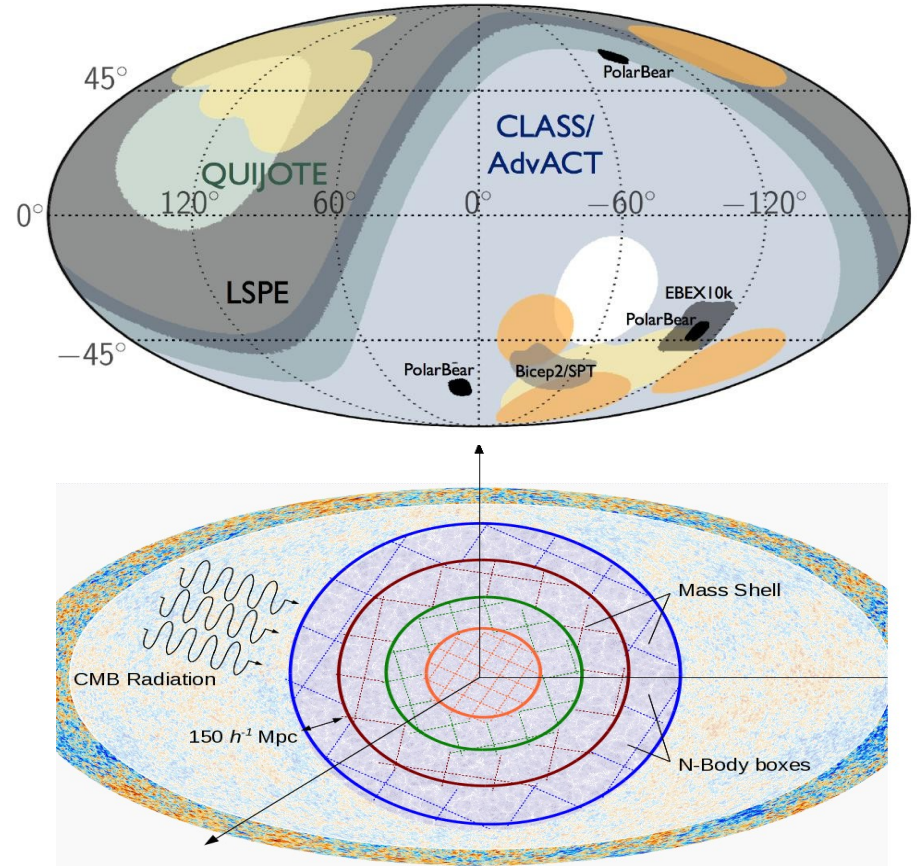 45°
PolarBear
CLASS/
AdvACT
QUIJOTE
0°
120°
60°
0°
−60°
−120°
LSPE
EBEX10k
PolarBear
−45°
PolarBear
Bicep2/SPT
Mass Shell
CMB Radiation
150 h⁻¹ Mpc
N-Body boxes